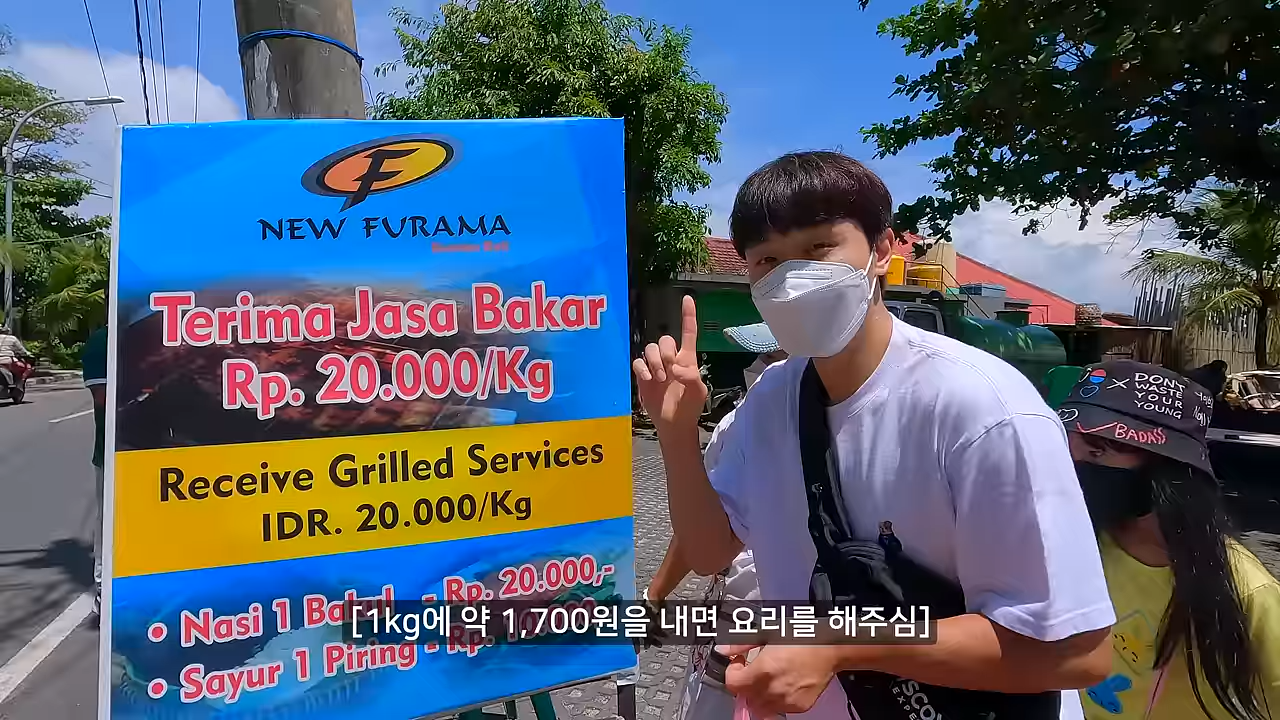 F
NEW FURAMA
Terima Jasa Bakar
Rp. 20.000/Kg
Receive Grilled Services
IDR. 20.000/Kg
• Nasi 1 Bakul - Rp. 20.000,-
• Sayur 1 Piring - Rp.
[1kg에 약 1,700원을 내면 요리를 해주심]
DONT
WASTE
YOUR
YOUNG
BADASS